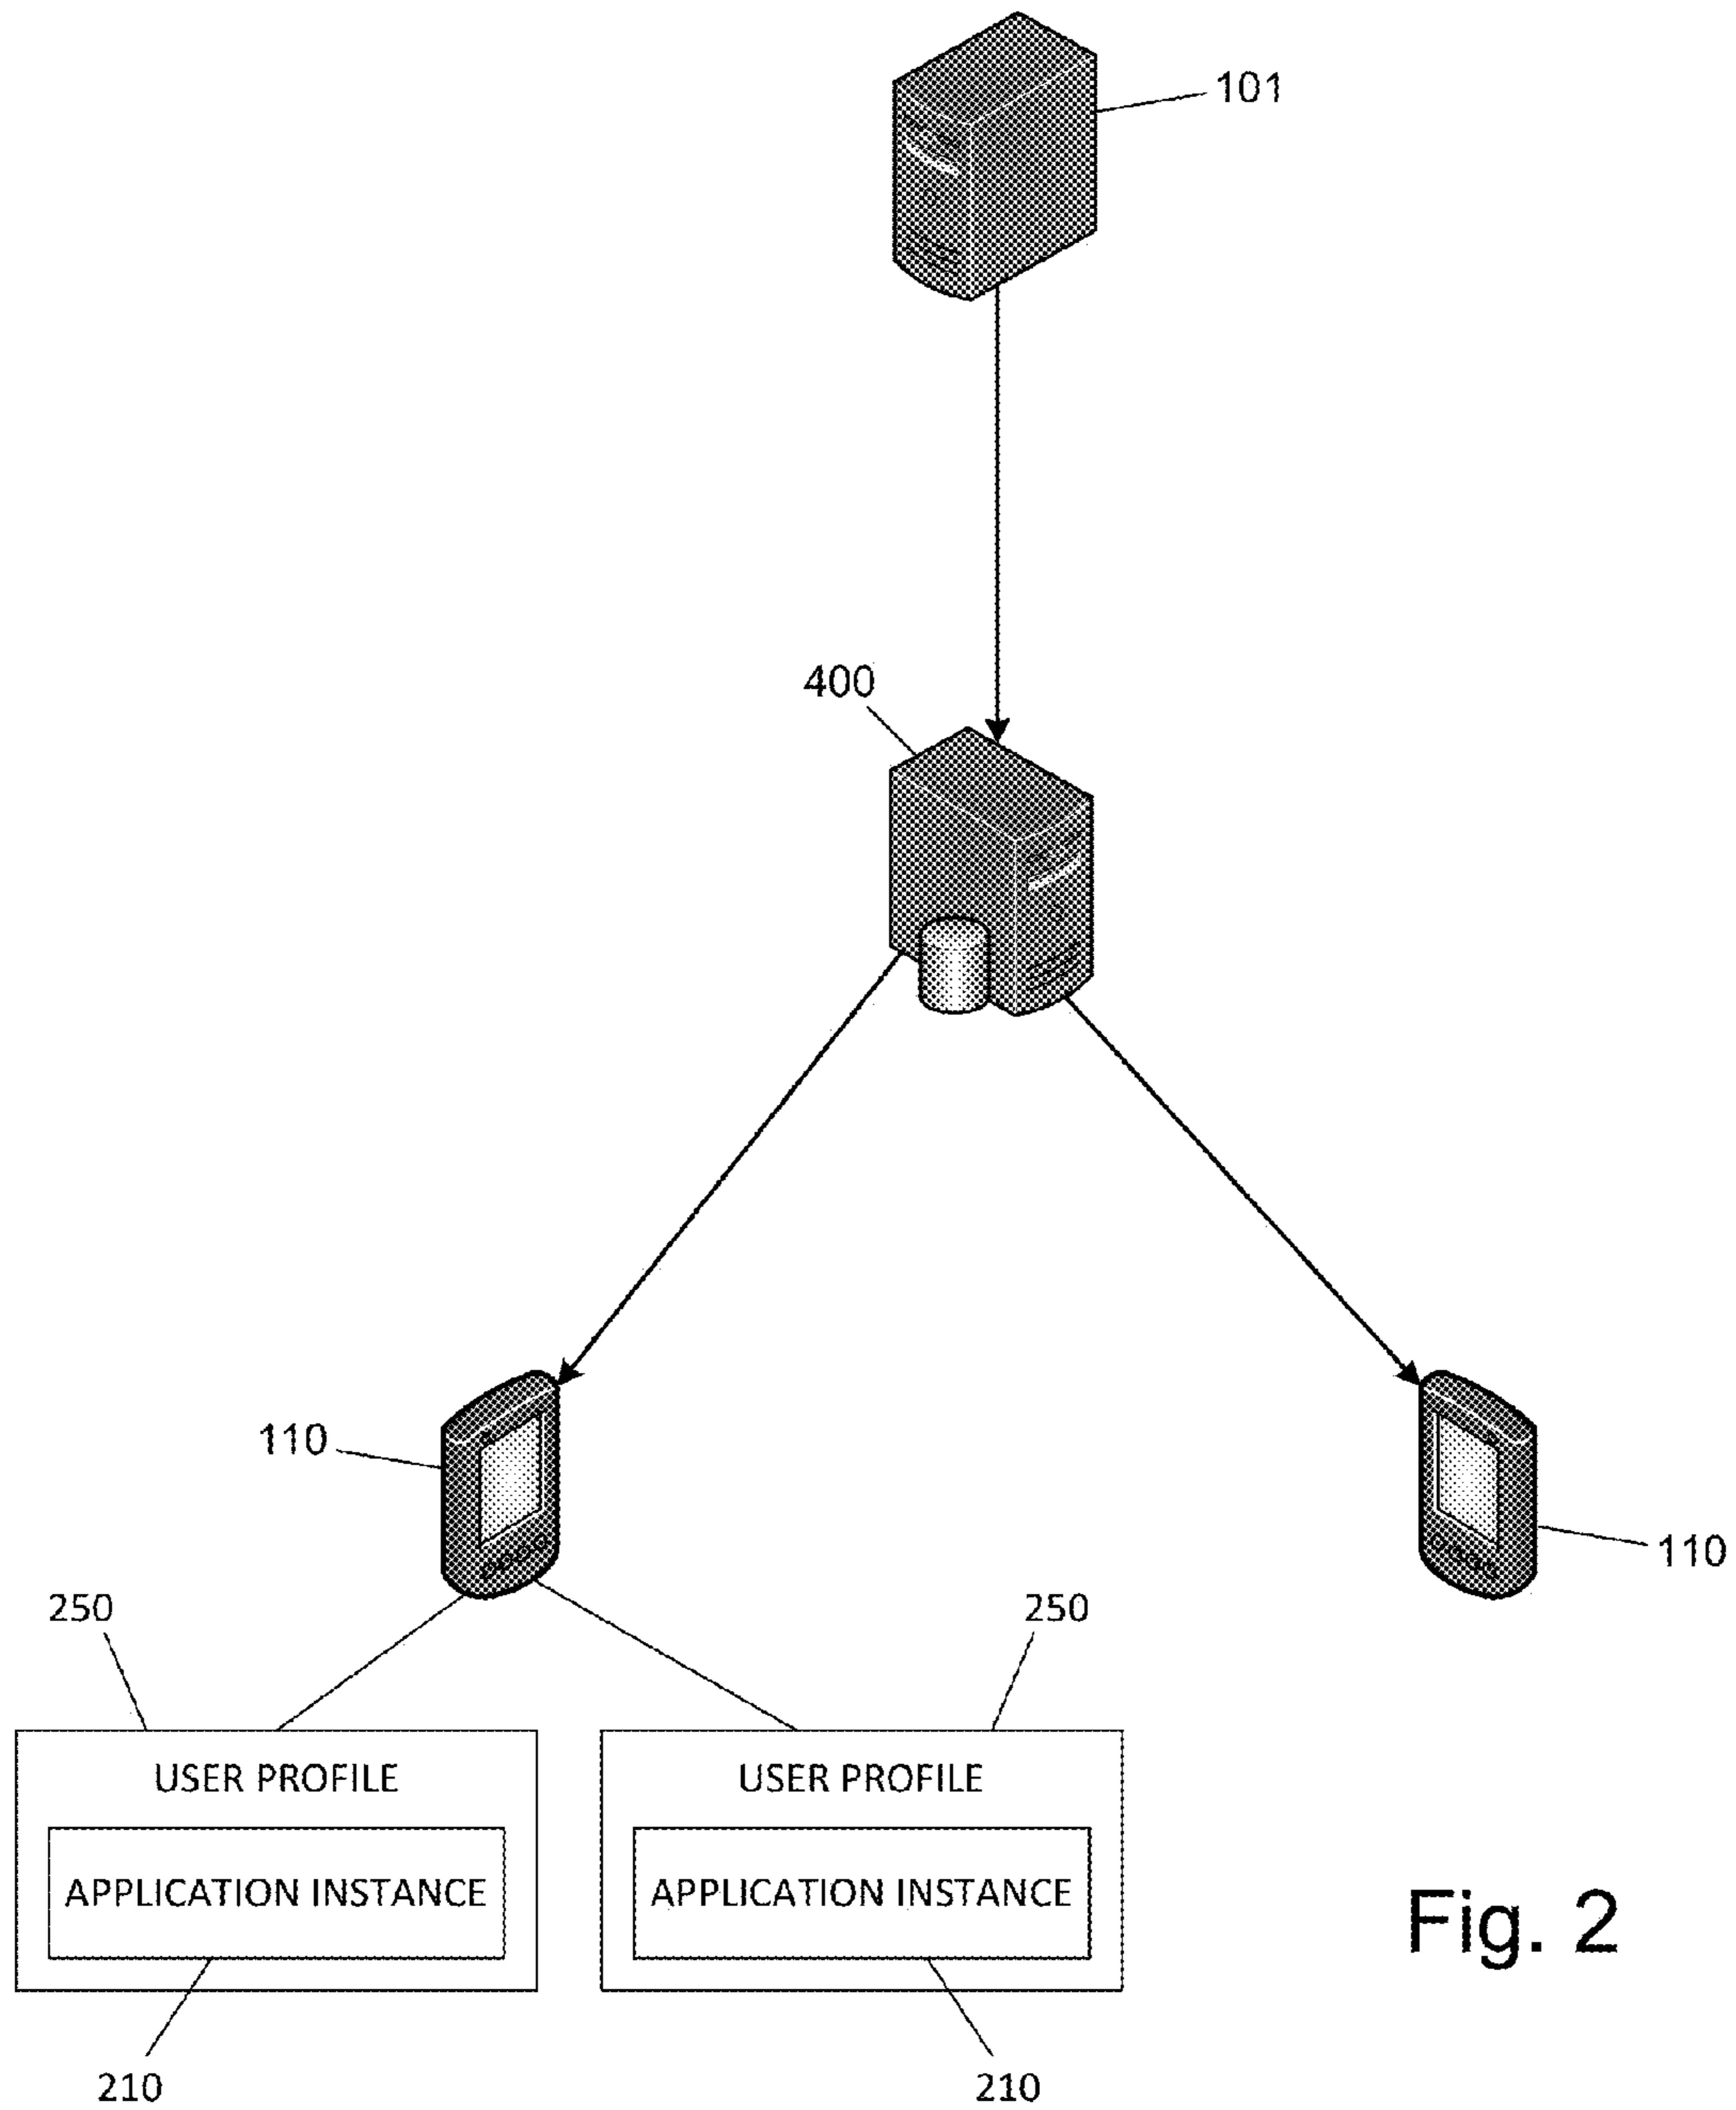 101
400
110
110
250
250
USER PROFILE
USER PROFILE
APPLICATION INSTANCE
APPLICATION INSTANCE
Fig. 2
210
210